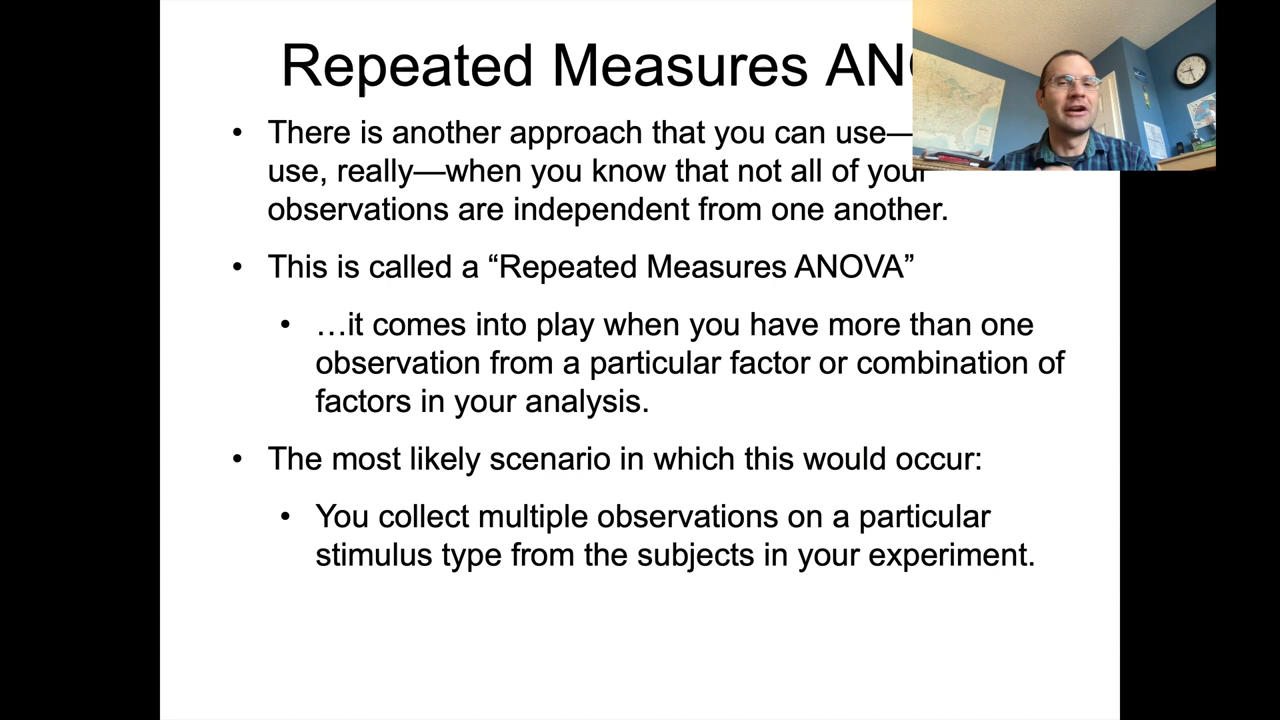 Repeated Measures AN
• There is another approach that you can use—
use, really—when you know that not all of your
observations are independent from one another.
• This is called a “Repeated Measures ANOVA”
• …it comes into play when you have more than one
observation from a particular factor or combination of
factors in your analysis.
• The most likely scenario in which this would occur:
• You collect multiple observations on a particular
stimulus type from the subjects in your experiment.